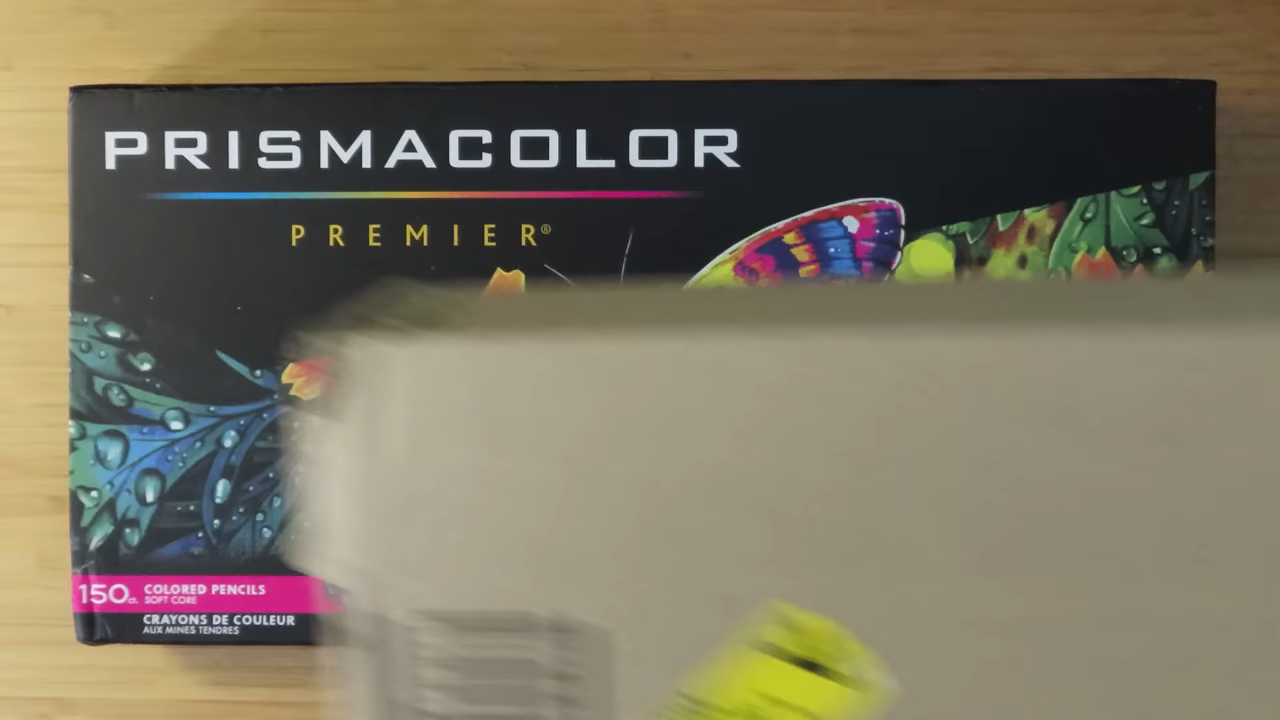 PRISMACOLOR
PREMIER®
150ct. COLORED PENCILS
SOFT CORE
CRAYONS DE COULEUR
AUX MINES TENDRES